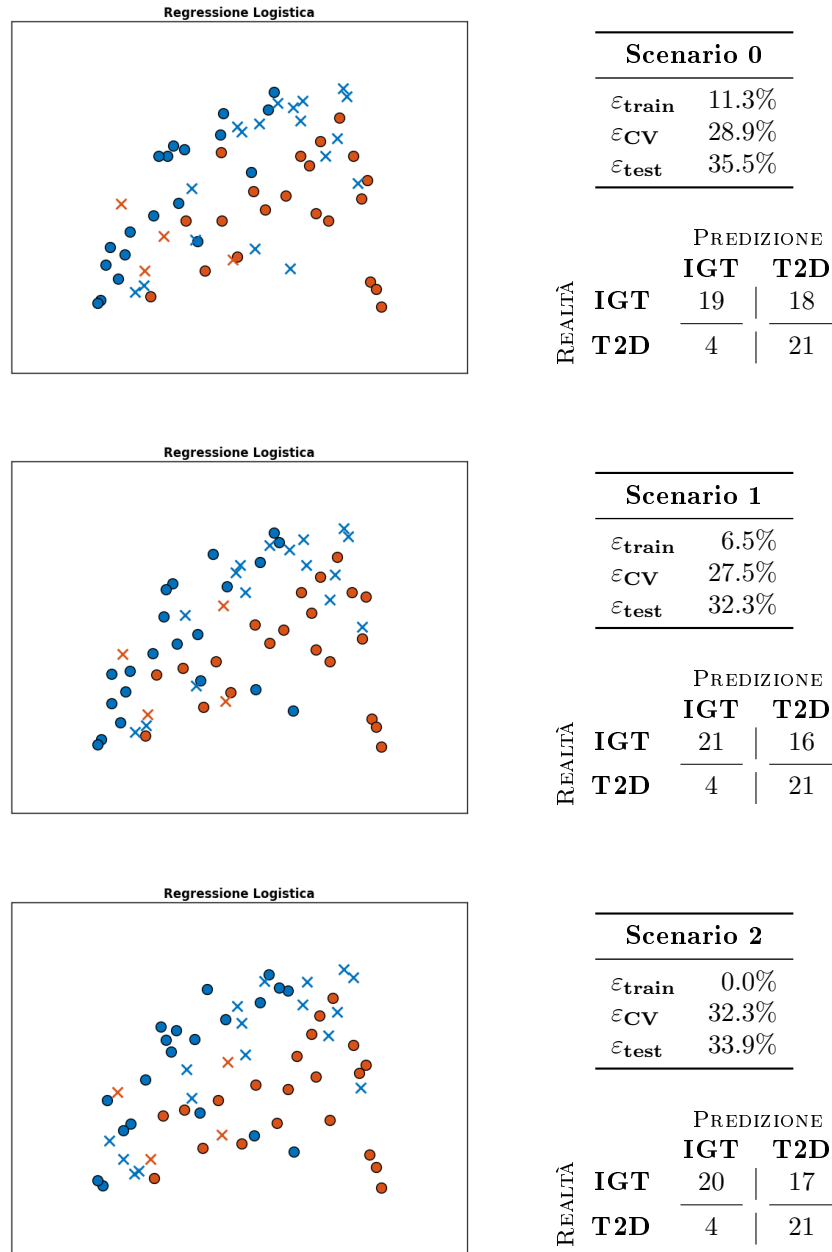 Regressione Logistica
Scenario 0
εtrain 11.3%
εCV 28.9%
εtest 35.5%
PREDIZIONE
IGT T2D
REALTÀ
IGT 19 18
T2D 4 21
Regressione Logistica
Scenario 1
εtrain 6.5%
εCV 27.5%
εtest 32.3%
PREDIZIONE
IGT T2D
REALTÀ
IGT 21 16
T2D 4 21
Regressione Logistica
Scenario 2
εtrain 0.0%
εCV 32.3%
εtest 33.9%
PREDIZIONE
IGT T2D
REALTÀ
IGT 20 17
T2D 4 21